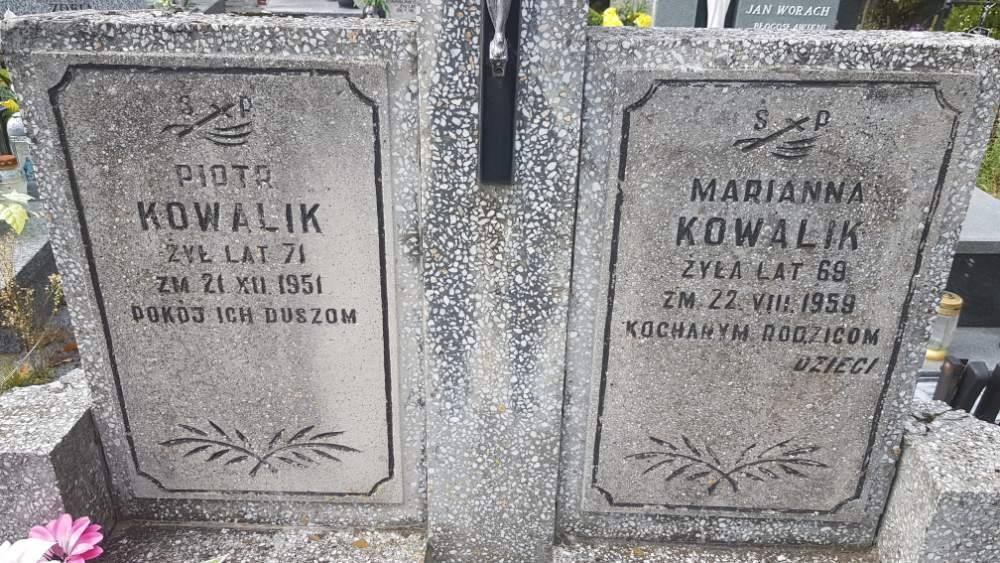 Ś P
PIOTR
KOWALIK
ŻYŁ LAT 71
ZM 21 XII 1951
POKÓJ ICH DUSZOM
Ś P
MARIANNA
KOWALIK
ŻYŁA LAT 69
ZM. 22. VIII. 1959
KOCHANYM RODZICOM
DZIECI
JAN WORACH